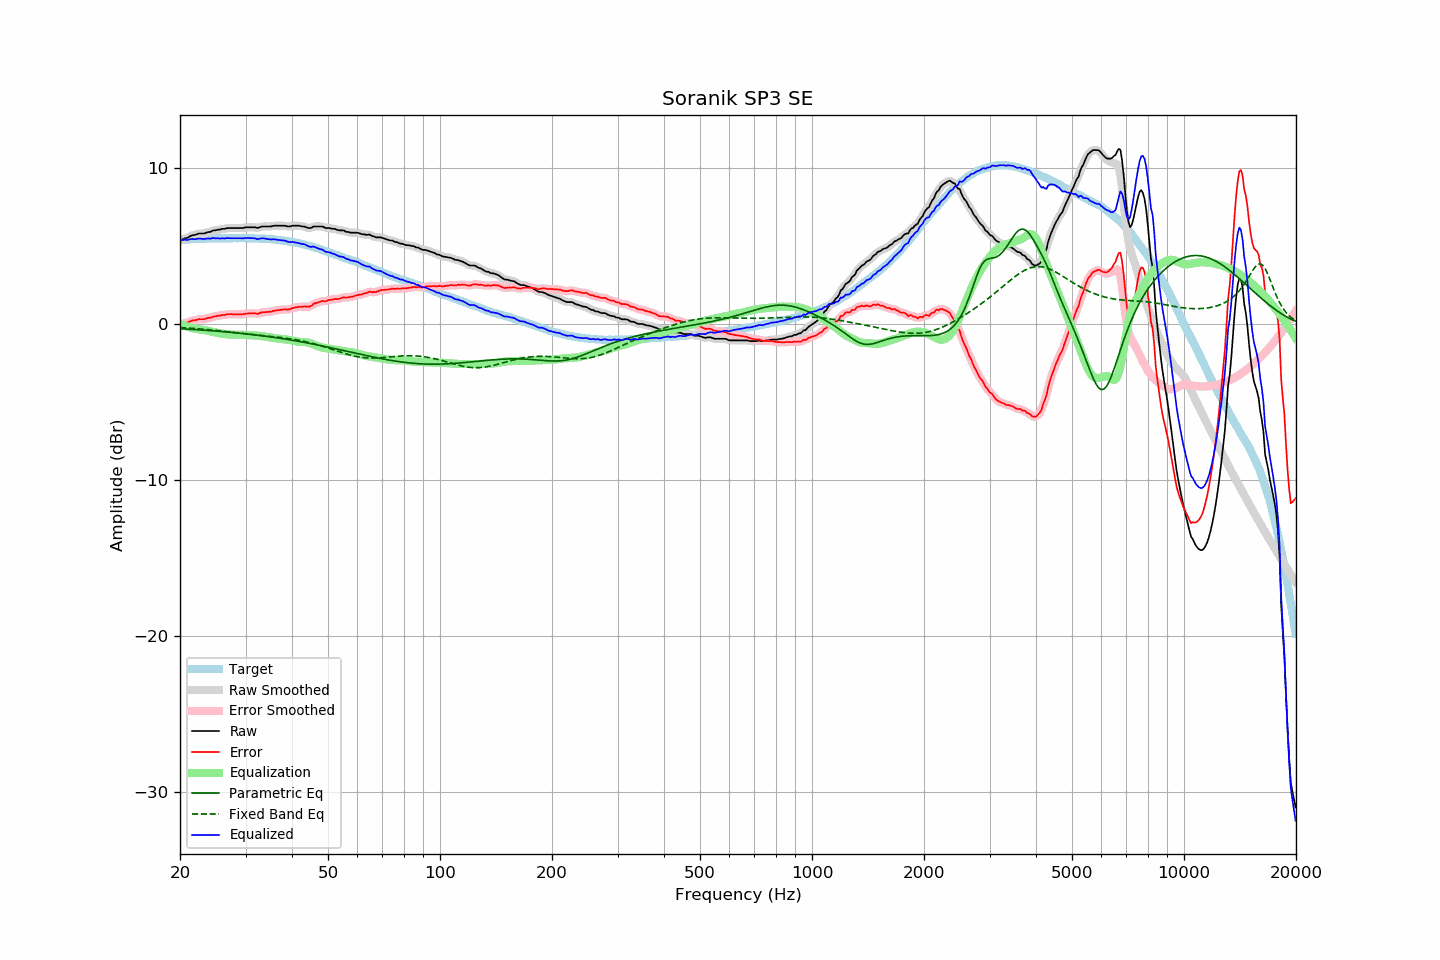 Soranik SP3 SE
Amplitude (dBr)
10
0
−10
−20
−30
Target
Raw Smoothed
Error Smoothed
Raw
Error
Equalization
Parametric Eq
Fixed Band Eq
Equalized
20 50 100 200 500 1000 2000 5000 10000 20000
Frequency (Hz)